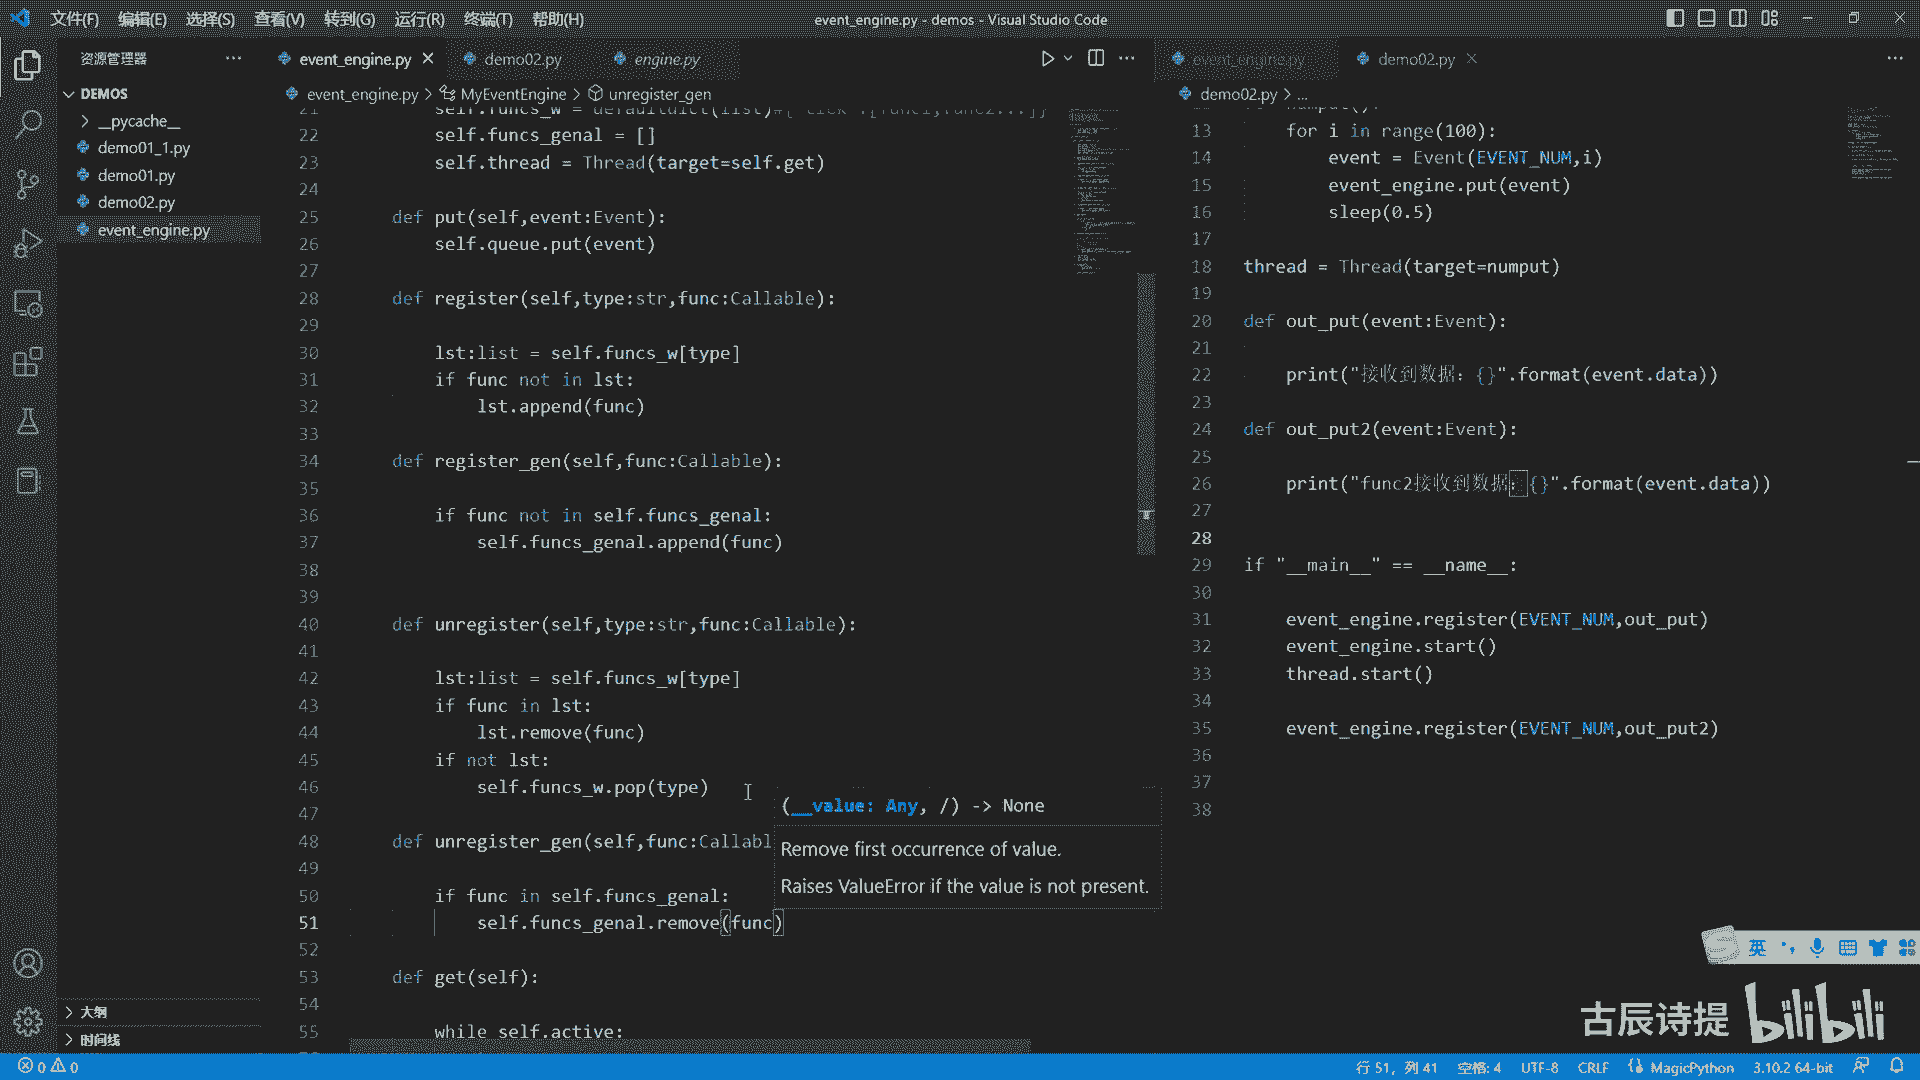 文件(F) 编辑(E) 选择(S) 查看(V) 转到(G) 运行(R) 终端(T) 帮助(H)
event_engine.py - demos - Visual Studio Code
资源管理器
DEMOS
__pycache__
demo01_1.py
demo01.py
demo02.py
event_engine.py
大纲
时间线
event_engine.py demo02.py engine.py
event_engine.py > MyEventEngine > unregister_gen
21 self.funcs_w = defaultdict(list)
22 self.funcs_genal = []
23 self.thread = Thread(target=self.get)
24
25 def put(self,event:Event):
26 self.queue.put(event)
27
28 def register(self,type:str,func:Callable):
29
30 lst:list = self.funcs_w[type]
31 if func not in lst:
32 lst.append(func)
33
34 def register_gen(self,func:Callable):
35
36 if func not in self.funcs_genal:
37 self.funcs_genal.append(func)
38
39
40 def unregister(self,type:str,func:Callable):
41
42 lst:list = self.funcs_w[type]
43 if func in lst:
44 lst.remove(func)
45 if not lst:
46 self.funcs_w.pop(type)
47
48 def unregister_gen(self,func:Callabl
49
50 if func in self.funcs_genal:
51 self.funcs_genal.remove(func)
52
53 def get(self):
54
55 while self.active:
(__value: Any, /) -> None
Remove first occurrence of value.
Raises ValueError if the value is not present.
event_engine.py demo02.py
demo02.py > ...
13 for i in range(100):
14 event = Event(EVENT_NUM,i)
15 event_engine.put(event)
16 sleep(0.5)
17
18 thread = Thread(target=numput)
19
20 def out_put(event:Event):
21
22 print("接收到数据：{}".format(event.data))
23
24 def out_put2(event:Event):
25
26 print("func2接收到数据：{}".format(event.data))
27
28
29 if "__main__" == __name__:
30
31 event_engine.register(EVENT_NUM,out_put)
32 event_engine.start()
33 thread.start()
34
35 event_engine.register(EVENT_NUM,out_put2)
36
37
38
英
古辰诗提 bilibili
0 0
行 51，列 41 空格: 4 UTF-8 CRLF MagicPython 3.10.2 64-bit